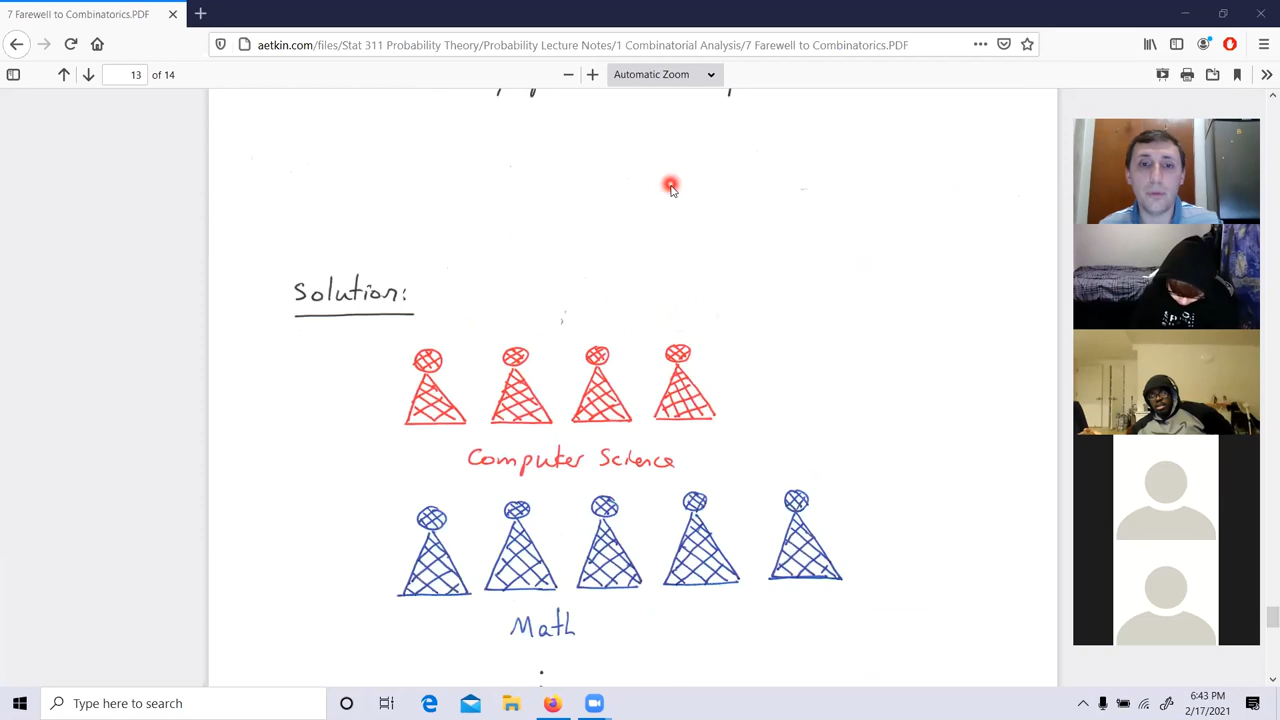 7 Farewell to Combinatorics.PDF
aetkin.com/files/Stat 311 Probability Theory/Probability Lecture Notes/1 Combinatorial Analysis/7 Farewell to Combinatorics.PDF
13 of 14
Automatic Zoom
Solution:
Computer Science
Math
Type here to search
6:43 PM
2/17/2021